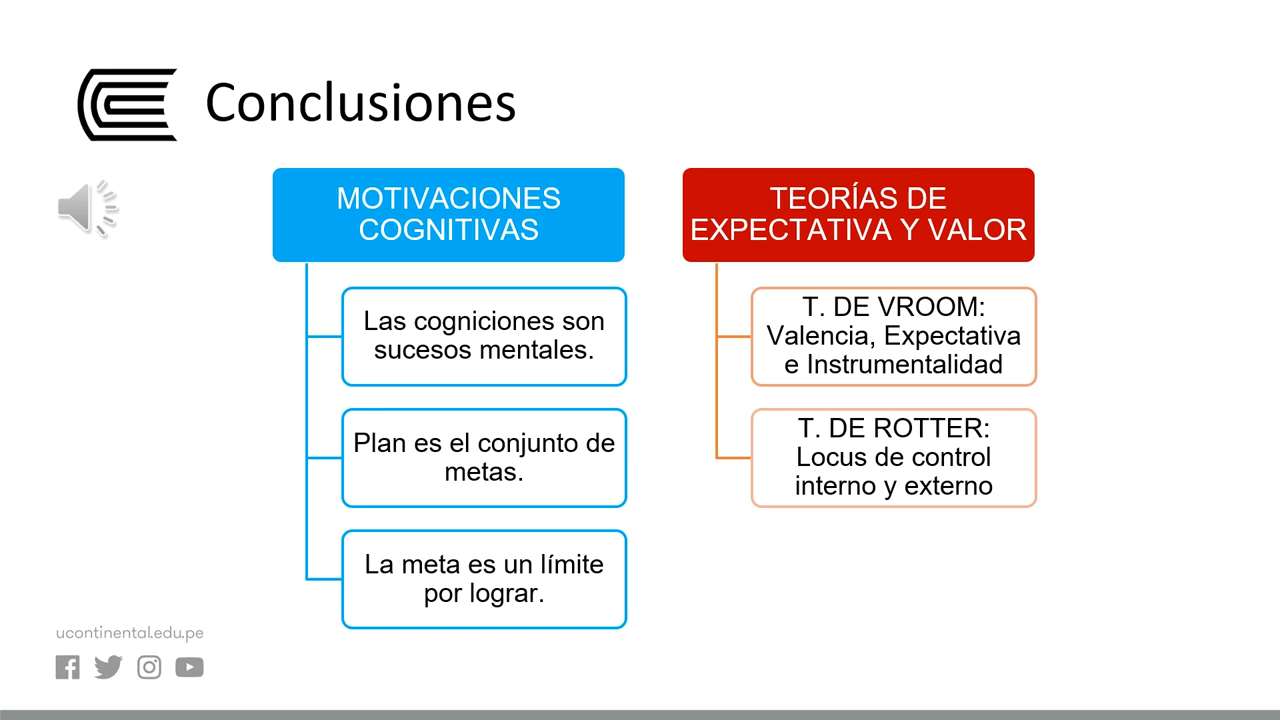 Conclusiones
MOTIVACIONES
COGNITIVAS
Las cogniciones son
sucesos mentales.
Plan es el conjunto de
metas.
La meta es un límite
por lograr.
TEORÍAS DE
EXPECTATIVA Y VALOR
T. DE VROOM:
Valencia, Expectativa
e Instrumentalidad
T. DE ROTTER:
Locus de control
interno y externo
ucontinental.edu.pe